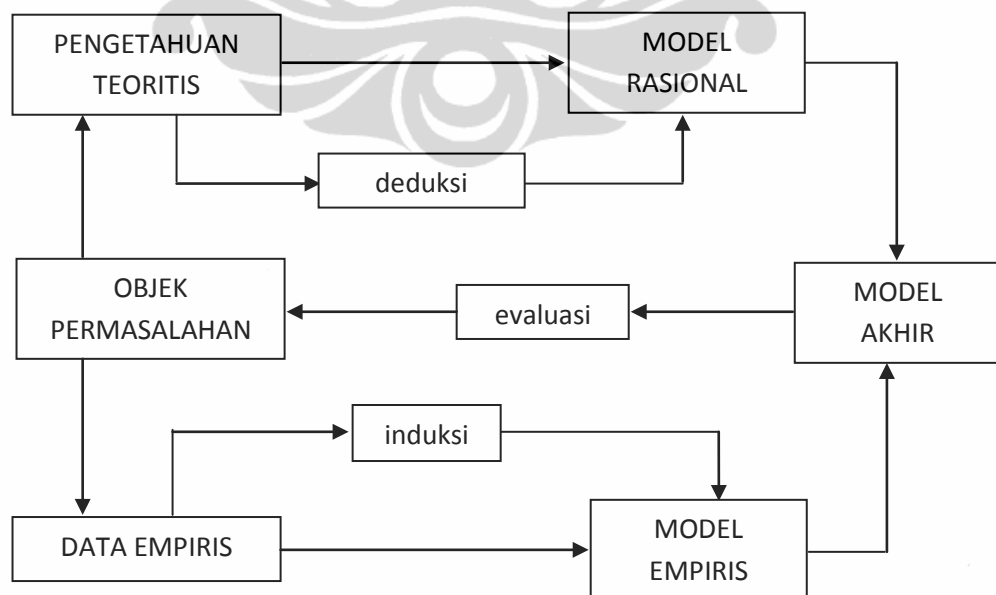 PENGETAHUAN
TEORITIS
MODEL
RASIONAL
deduksi
OBJEK
PERMASALAHAN
evaluasi
MODEL
AKHIR
induksi
DATA EMPIRIS
MODEL
EMPIRIS